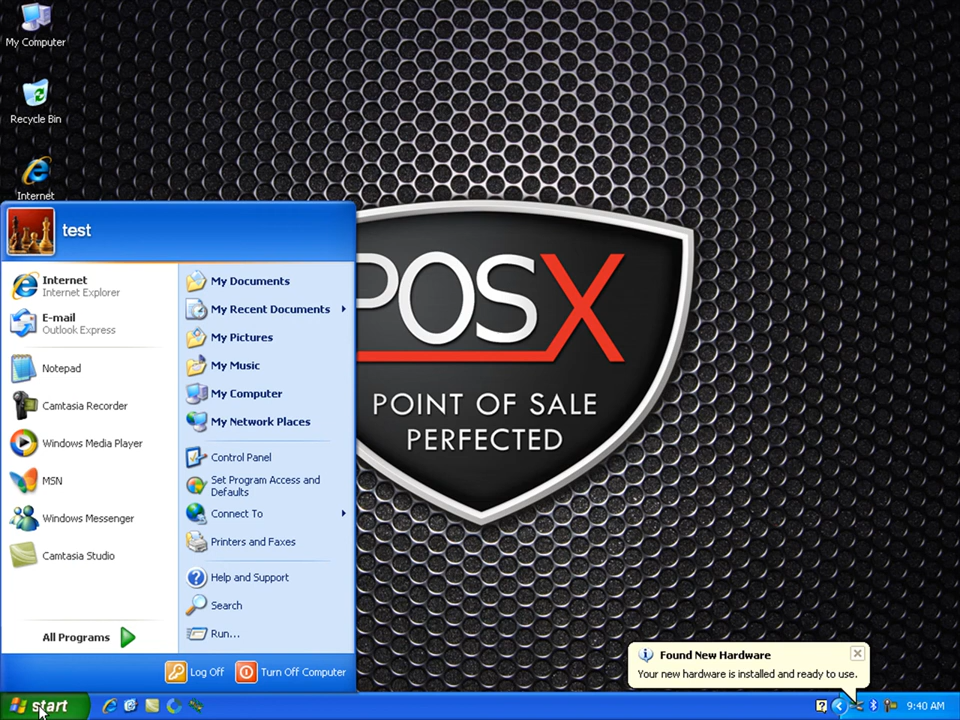 My Computer
Recycle Bin
Internet
test
Internet
Internet Explorer
E-mail
Outlook Express
Notepad
Camtasia Recorder
Windows Media Player
MSN
Windows Messenger
Camtasia Studio
All Programs
My Documents
My Recent Documents
My Pictures
My Music
My Computer
My Network Places
Control Panel
Set Program Access and
Defaults
Connect To
Printers and Faxes
Help and Support
Search
Run...
Log Off
Turn Off Computer
POSX
POINT OF SALE
PERFECTED
Found New Hardware
Your new hardware is installed and ready to use.
start
9:40 AM